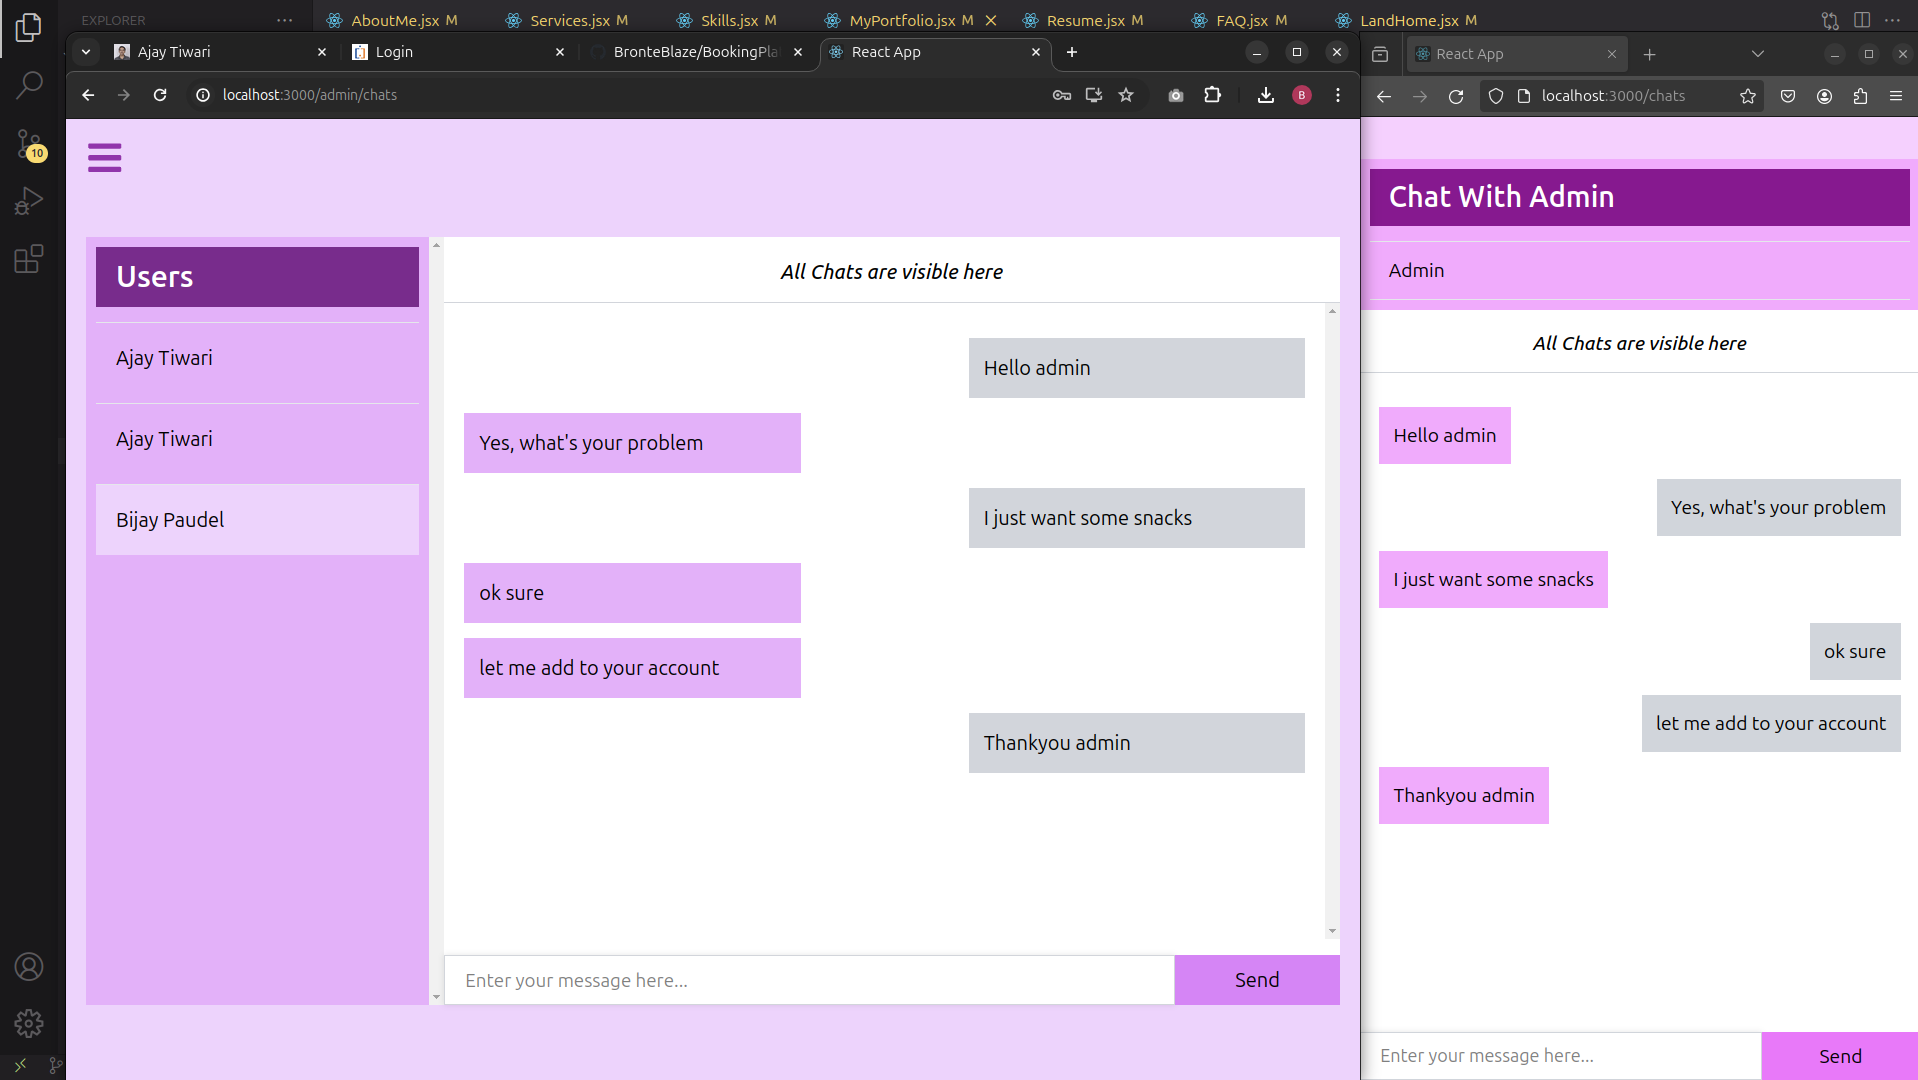 EXPLORER
AboutMe.jsx M
Services.jsx M
Skills.jsx M
MyPortfolio.jsx M
Resume.jsx M
FAQ.jsx M
LandHome.jsx M
10
Ajay Tiwari
Login
BronteBlaze/BookingPla
React App
localhost:3000/admin/chats
B
Users
Ajay Tiwari
Ajay Tiwari
Bijay Paudel
All Chats are visible here
Hello admin
Yes, what's your problem
I just want some snacks
ok sure
let me add to your account
Thankyou admin
Enter your message here...
Send
React App
localhost:3000/chats
Chat With Admin
Admin
All Chats are visible here
Hello admin
Yes, what's your problem
I just want some snacks
ok sure
let me add to your account
Thankyou admin
Enter your message here...
Send